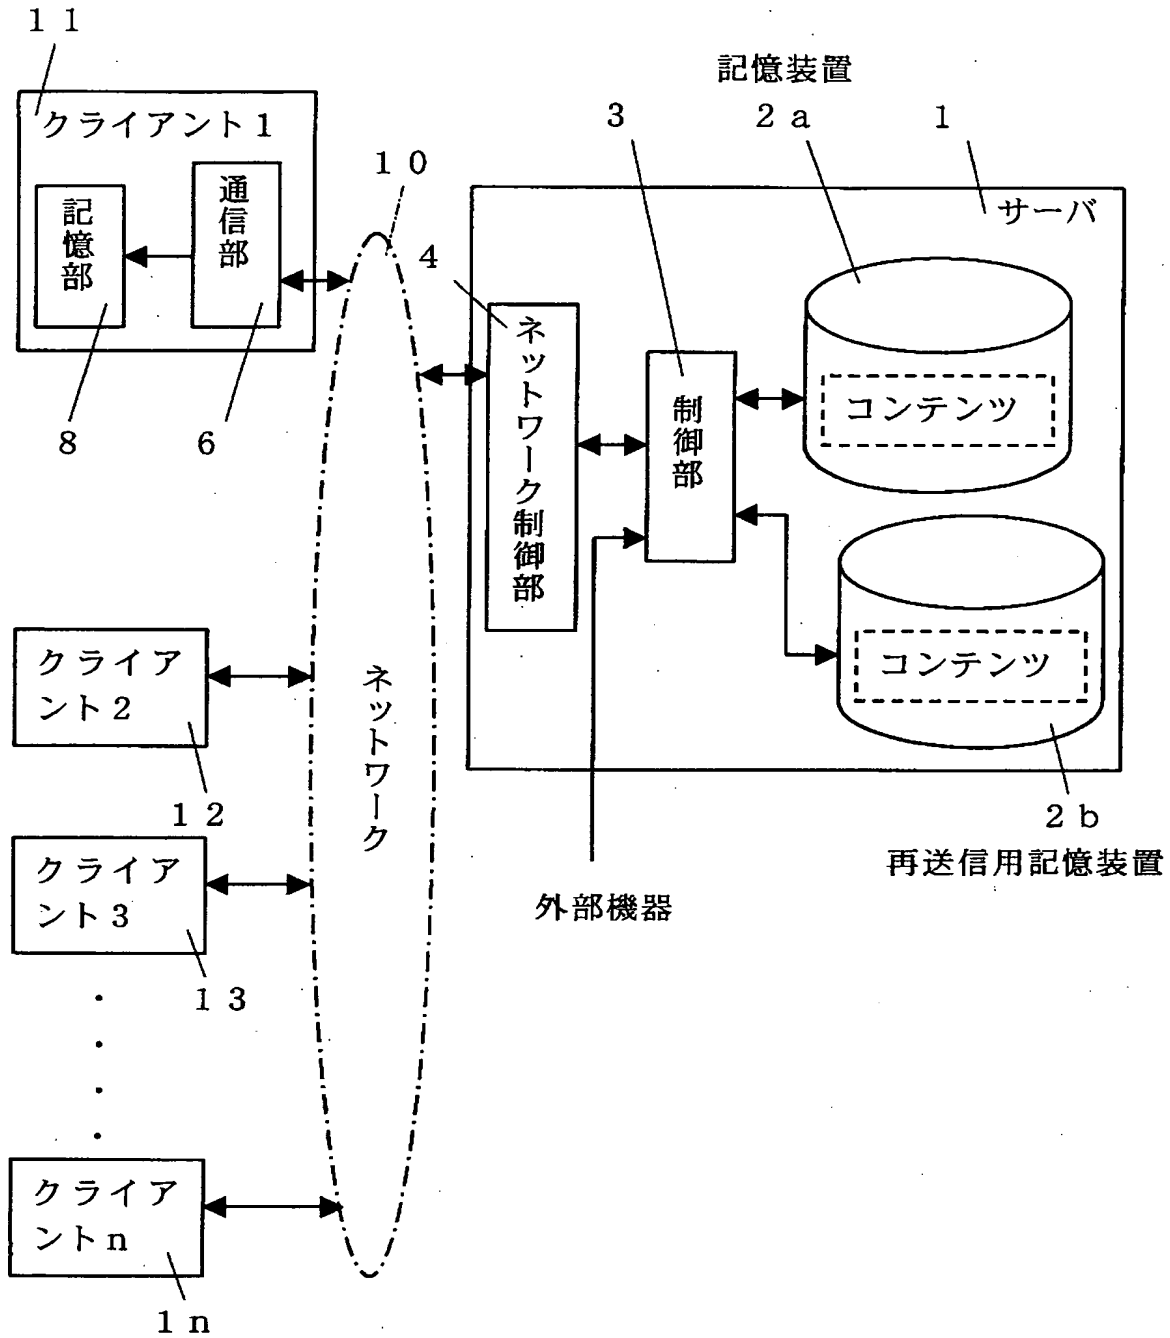 １１
クライアント１
記憶部
通信部
８
６
１０
記憶装置
２ａ
３
１
サーバ
４
ネットワーク制御部
制御部
コンテンツ
コンテンツ
２ｂ
再送信用記憶装置
外部機器
ネットワーク
クライア
ント２
１２
クライア
ント３
１３
クライア
ントｎ
１ｎ